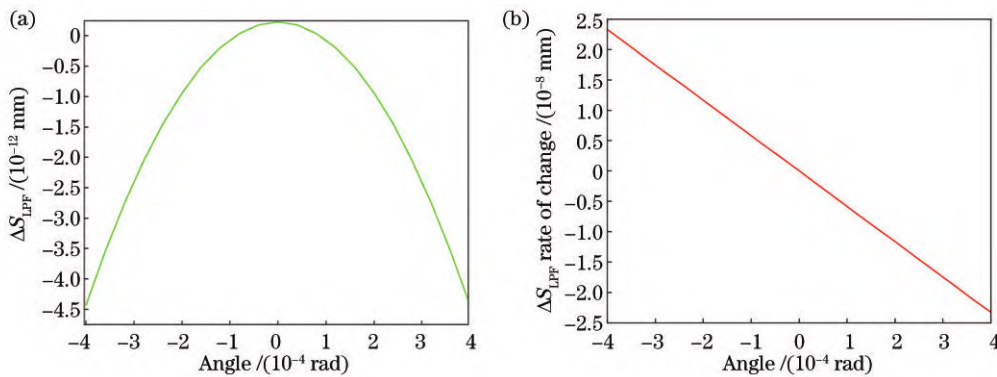 (a)
ΔS_LPF /(10⁻¹² mm)
0
−0.5
−1.0
−1.5
−2.0
−2.5
−3.0
−3.5
−4.0
−4.5
−4 −3 −2 −1 0 1 2 3 4
Angle /(10⁻⁴ rad)
(b)
ΔS_LPF rate of change /(10⁻⁸ mm)
2.5
2.0
1.5
1.0
0.5
0
−0.5
−1.0
−1.5
−2.0
−2.5
−4 −3 −2 −1 0 1 2 3 4
Angle /(10⁻⁴ rad)